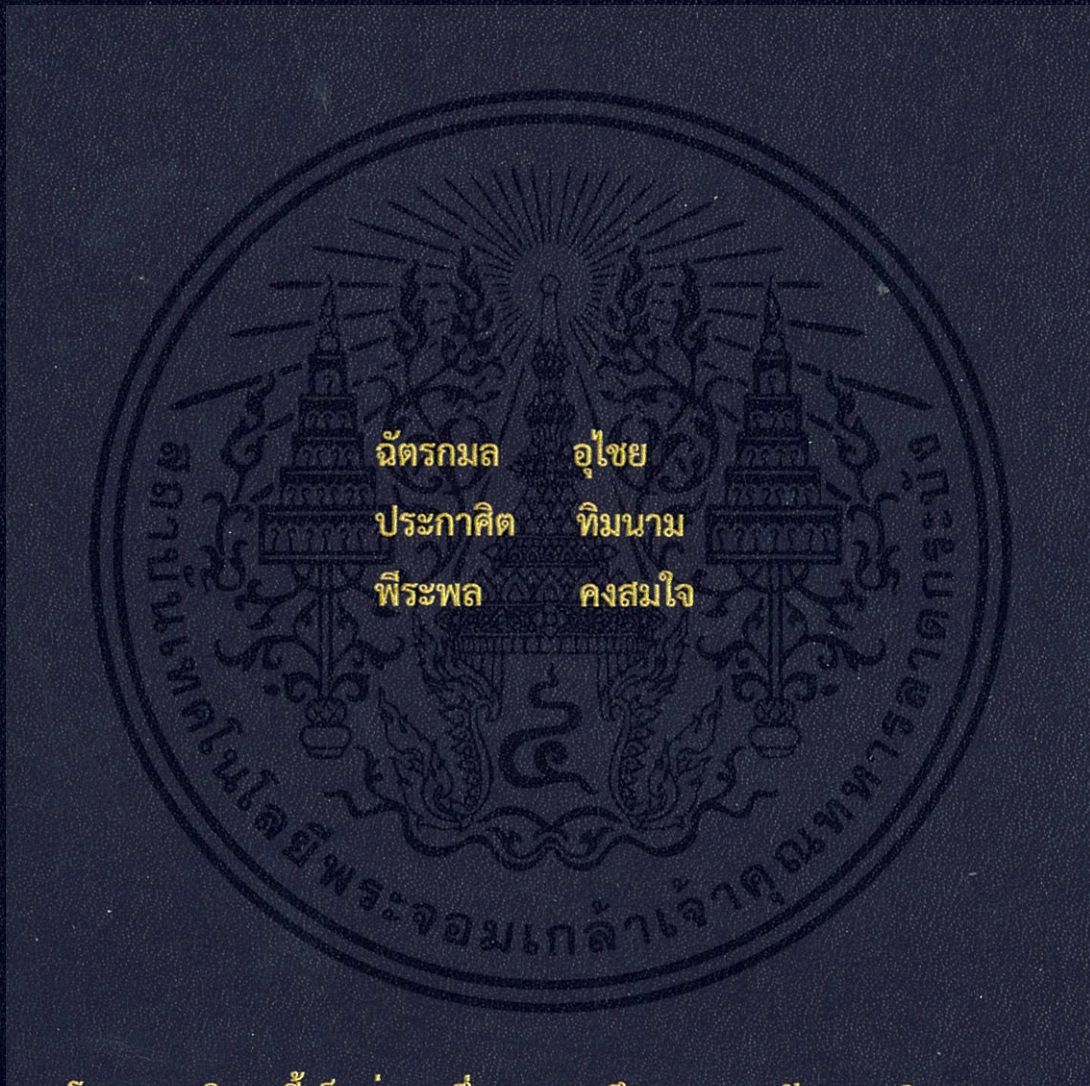 ฉัตรกมล อุไชย
ประกาศิต ทิมนาม
พีระพล คงสมใจ
๔
สถาบันเทคโนโลยีพระจอมเกล้าเจ้าคุณทหารลาดกระบัง